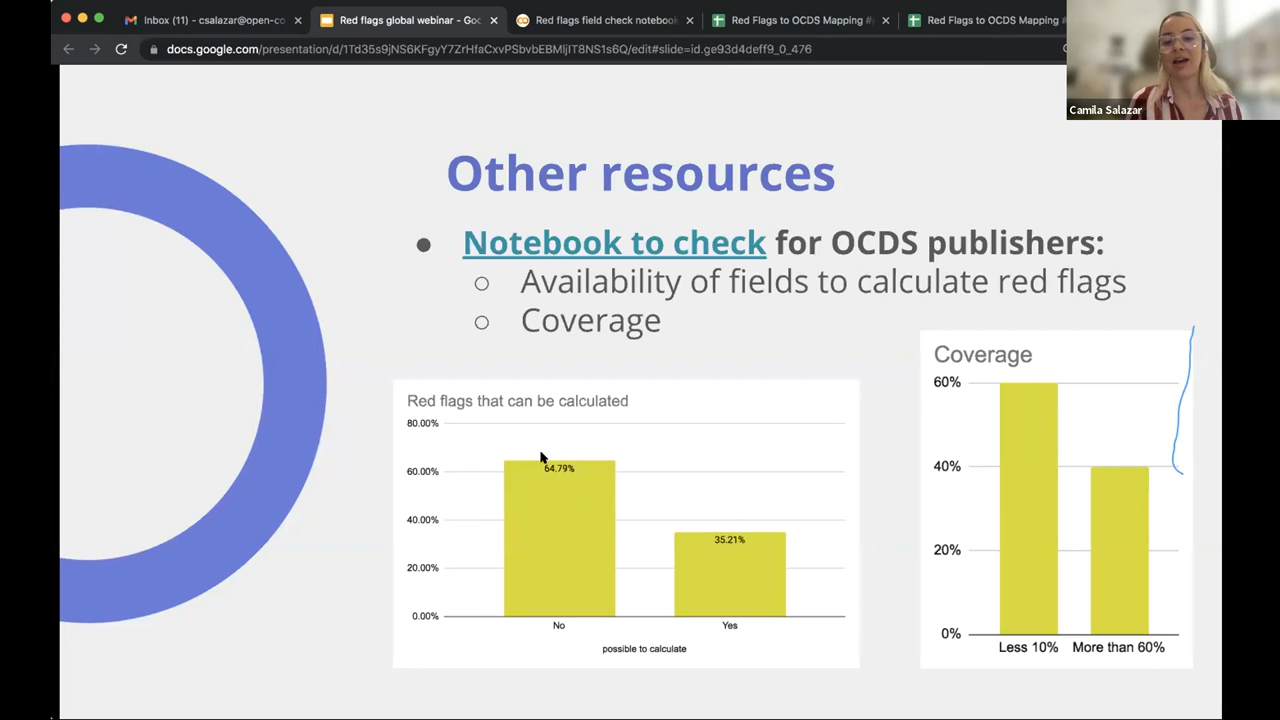 Inbox (11) - csalazar@open-co
Red flags global webinar - Goo
Red flags field check notebook
Red Flags to OCDS Mapping #
Red Flags to OCDS Mapping #
docs.google.com/presentation/d/1Td35s9jNS6KFgyY7ZrHfaCxvPSbvbEBMljIT8NS1s6Q/edit#slide=id.ge93d4deff9_0_476
Camila Salazar
Other resources
● Notebook to check for OCDS publishers:
○ Availability of fields to calculate red flags
○ Coverage
Red flags that can be calculated
80.00%
60.00%
40.00%
20.00%
0.00%
64.79%
35.21%
No Yes
possible to calculate
Coverage
60%
40%
20%
0%
Less 10% More than 60%